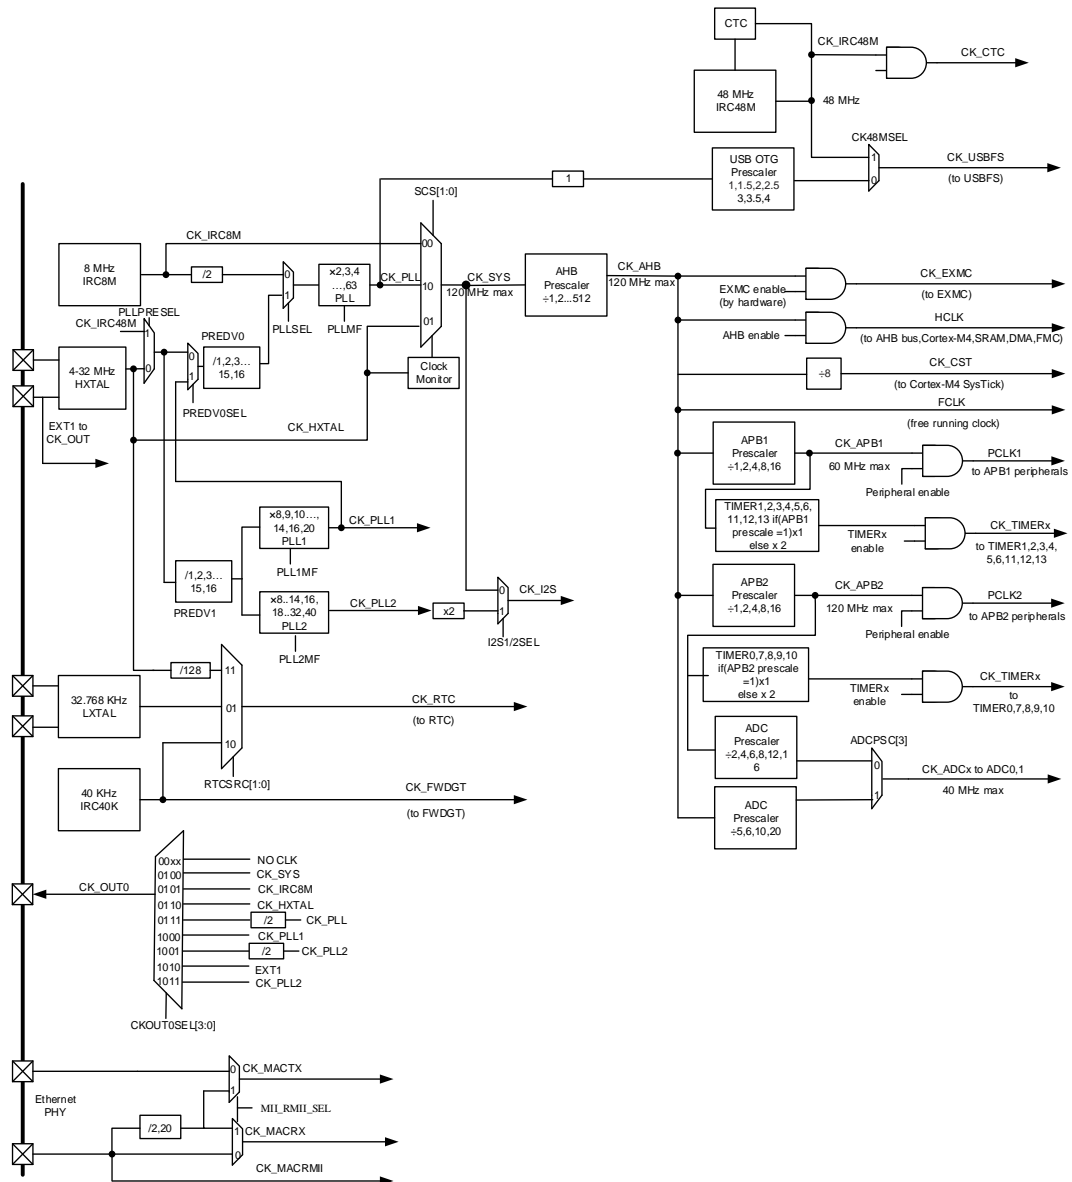 CTC
CK_IRC48M
CK_CTC
48 MHz
IRC48M
48 MHz
CK48MSEL
USB OTG
Prescaler
1,1.5,2,2.5
3,3.5,4
1
0
CK_USBFS
(to USBFS)
1
SCS[1:0]
CK_IRC8M
00
8 MHz
IRC8M
/2
0
1
PLLSEL
×2,3,4
…,63
PLL
PLLMF
CK_PLL
10
01
CK_SYS
120 MHz max
AHB
Prescaler
÷1,2...512
CK_AHB
120 MHz max
EXMC enable
(by hardware)
CK_EXMC
(to EXMC)
AHB enable
HCLK
(to AHB bus,Cortex-M4,SRAM,DMA,FMC)
÷8
CK_CST
(to Cortex-M4 SysTick)
FCLK
(free running clock)
PLLPRESEL
CK_IRC48M
1
0
4-32 MHz
HXTAL
0
1
PREDV0
/1,2,3…
15,16
PREDV0SEL
Clock
Monitor
EXT1 to
CK_OUT
CK_HXTAL
APB1
Prescaler
÷1,2,4,8,16
CK_APB1
60 MHz max
Peripheral enable
PCLK1
to APB1 peripherals
×8,9,10…,
14,16,20
PLL1
PLL1MF
CK_PLL1
TIMER1,2,3,4,5,6,
11,12,13 if(APB1
prescale =1)x1
else x 2
TIMERx
enable
CK_TIMERx
to TIMER1,2,3,4,
5,6,11,12,13
/1,2,3…
15,16
PREDV1
×8..14,16,
18..32,40
PLL2
PLL2MF
CK_PLL2
x2
0
1
CK_I2S
I2S1/2SEL
APB2
Prescaler
÷1,2,4,8,16
CK_APB2
120 MHz max
Peripheral enable
PCLK2
to APB2 peripherals
TIMER0,7,8,9,10
if(APB2 prescale
=1)x1
else x 2
TIMERx
enable
CK_TIMERx
to
TIMER0,7,8,9,10
/128
11
01
10
32.768 KHz
LXTAL
CK_RTC
(to RTC)
RTCSRC[1:0]
40 KHz
IRC40K
CK_FWDGT
(to FWDGT)
ADC
Prescaler
÷2,4,6,8,12,1
6
ADCPSC[3]
0
1
CK_ADCx to ADC0,1
40 MHz max
ADC
Prescaler
÷5,6,10,20
CK_OUT0
00xx NO CLK
0100 CK_SYS
0101 CK_IRC8M
0110 CK_HXTAL
0111 /2 CK_PLL
1000 CK_PLL1
1001 /2 CK_PLL2
1010 EXT1
1011 CK_PLL2
CKOUT0SEL[3:0]
Ethernet
PHY
0
1
CK_MACTX
MII_RMII_SEL
/2,20
1
0
CK_MACRX
CK_MACRMII